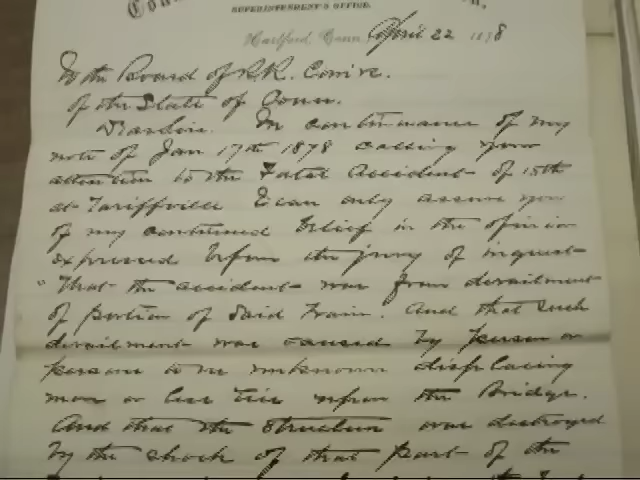 Conn
SUPERINTENDENT'S OFFICE.
Hartford, Conn. April 22 1878
To the Board of R.R. Com'rs.
of the State of Conn.
In continuance of my
note of Jan 17th 1878 calling your
attention to the Fatal Accident of 15th
at Tariffville I can only assure you
of my continued belief in the opinion
expressed before the jury of inquest
"That the accident was from derailment
of portion of said Train. And that such
derailment was caused by person or
persons to me unknown displacing
more or less ties upon the Bridge.
And that the structure was destroyed
by the shock of that part of the